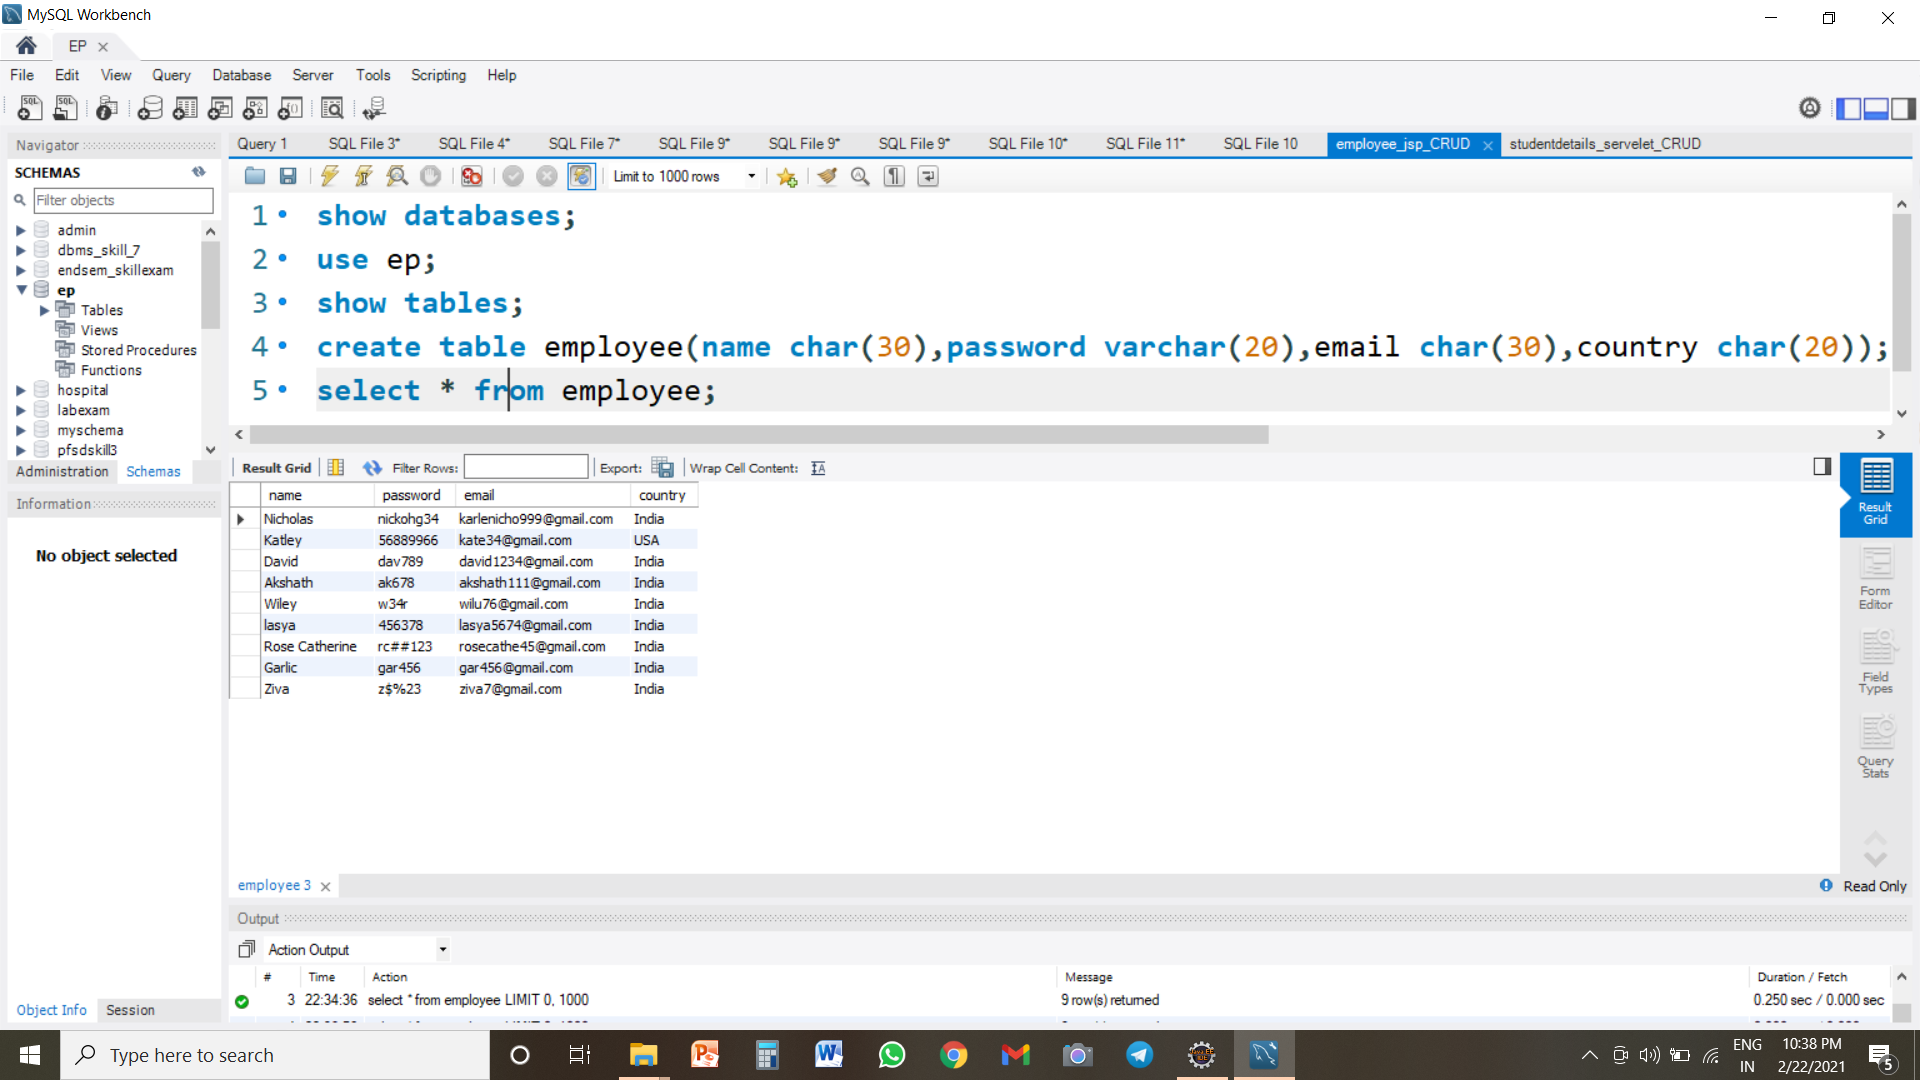 MySQL Workbench
EP
File Edit View Query Database Server Tools Scripting Help
Navigator
SCHEMAS
Filter objects
admin
dbms_skill_7
endsem_skillexam
ep
Tables
Views
Stored Procedures
Functions
hospital
labexam
myschema
pfsdskill3
Administration Schemas
Information
No object selected
Object Info Session
Query 1 SQL File 3* SQL File 4* SQL File 7* SQL File 9* SQL File 9* SQL File 9* SQL File 10* SQL File 11* SQL File 10 employee_jsp_CRUD studentdetails_servelet_CRUD
Limit to 1000 rows
1 show databases;
2 use ep;
3 show tables;
4 create table employee(name char(30),password varchar(20),email char(30),country char(20));
5 select * from employee;
Result Grid Filter Rows: Export: Wrap Cell Content:
name password email country
Nicholas nickohg34 karlenicho999@gmail.com India
Katley 56889966 kate34@gmail.com USA
David dav789 david1234@gmail.com India
Akshath ak678 akshath111@gmail.com India
Wiley w34r wilu76@gmail.com India
lasya 456378 lasya5674@gmail.com India
Rose Catherine rc##123 rosecathe45@gmail.com India
Garlic gar456 gar456@gmail.com India
Ziva z$%23 ziva7@gmail.com India
Result
Grid
Form
Editor
Field
Types
Query
Stats
employee 3
Read Only
Output
Action Output
# Time Action Message Duration / Fetch
3 22:34:36 select * from employee LIMIT 0, 1000 9 row(s) returned 0.250 sec / 0.000 sec
Type here to search
ENG
IN
10:38 PM
2/22/2021
5